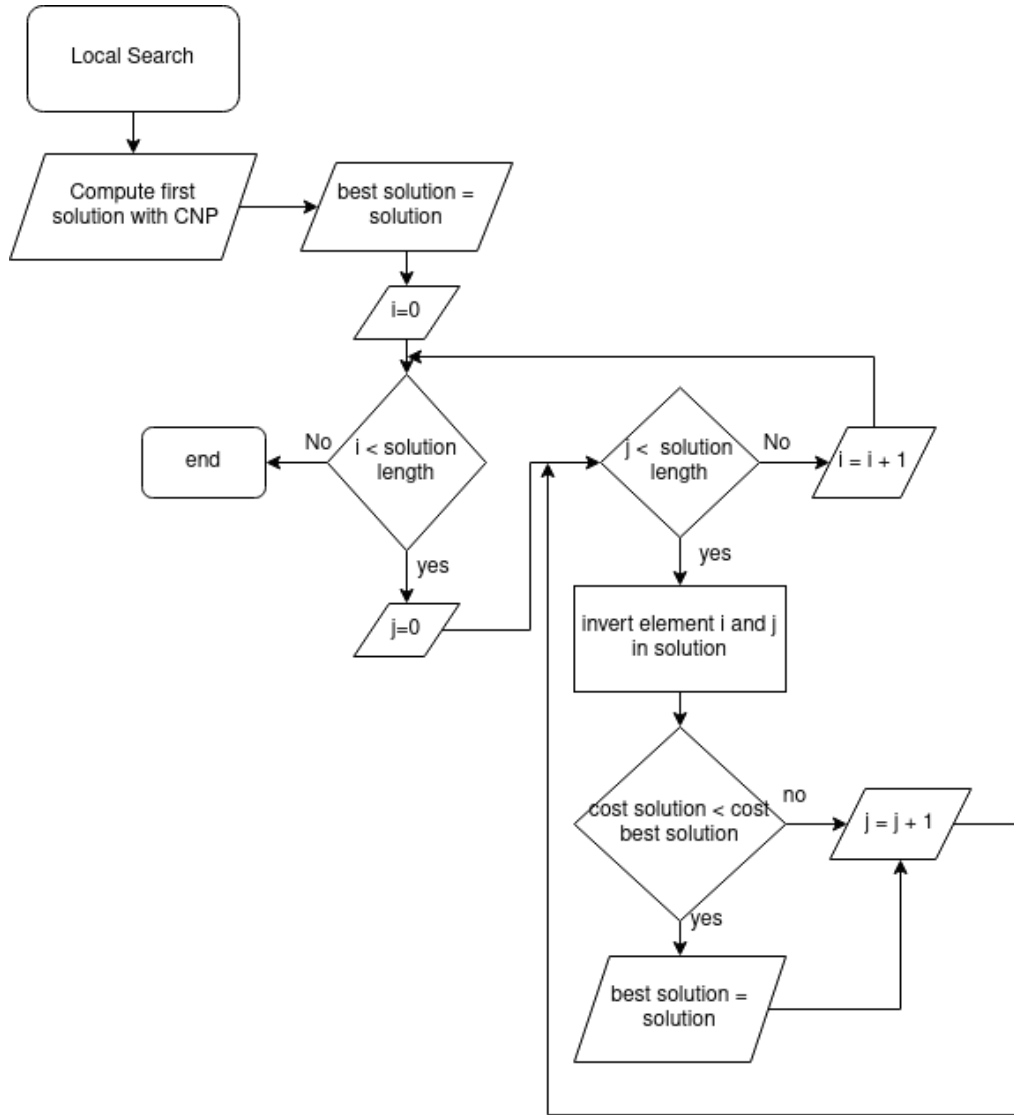 Local Search
Compute first
solution with CNP
best solution =
solution
i=0
i < solution
length
No
end
yes
j=0
j < solution
length
No
i = i + 1
yes
invert element i and j
in solution
cost solution < cost
best solution
no
j = j + 1
yes
best solution =
solution